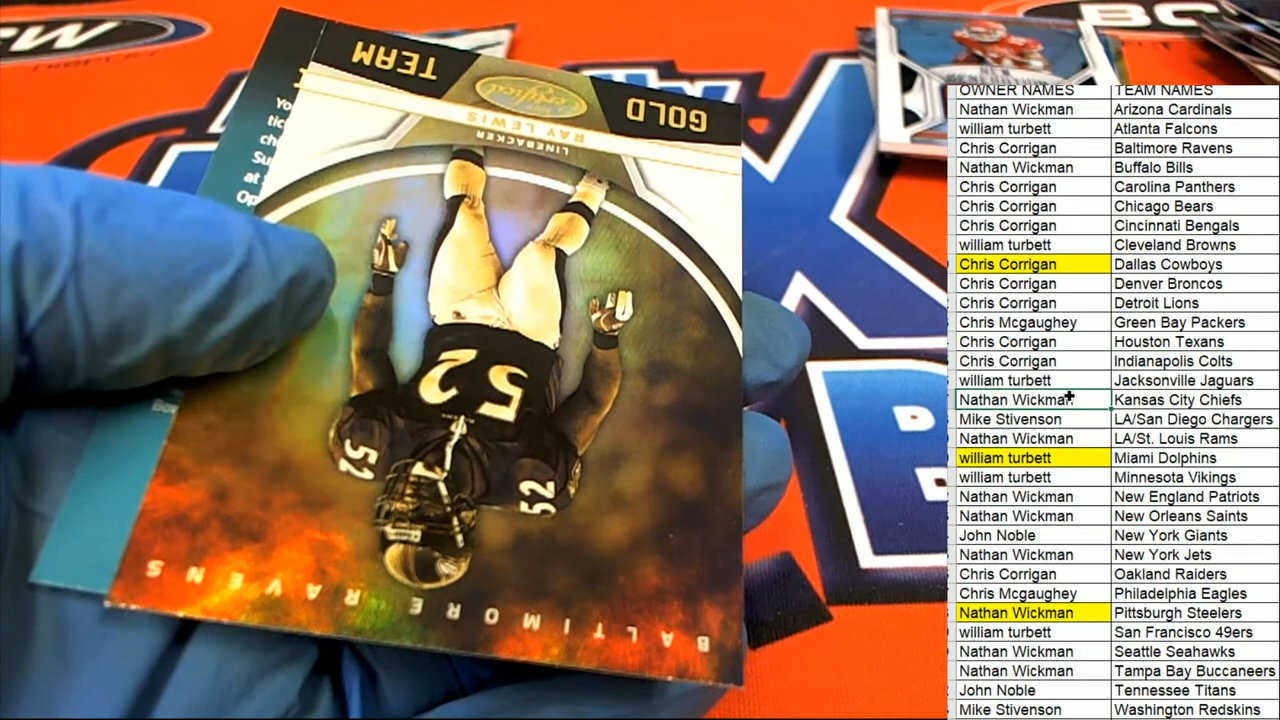 GOLD TEAM
Certified
RAY LEWIS
LINEBACKER
52
52
52
BALTIMORE RAVENS
Yo
tic
ch
Su
at
Op
BC
OWNER NAMES TEAM NAMES
Nathan Wickman Arizona Cardinals
william turbett Atlanta Falcons
Chris Corrigan Baltimore Ravens
Nathan Wickman Buffalo Bills
Chris Corrigan Carolina Panthers
Chris Corrigan Chicago Bears
Chris Corrigan Cincinnati Bengals
william turbett Cleveland Browns
Chris Corrigan Dallas Cowboys
Chris Corrigan Denver Broncos
Chris Corrigan Detroit Lions
Chris Mcgaughey Green Bay Packers
Chris Corrigan Houston Texans
Chris Corrigan Indianapolis Colts
william turbett Jacksonville Jaguars
Nathan Wickman Kansas City Chiefs
Mike Stivenson LA/San Diego Chargers
Nathan Wickman LA/St. Louis Rams
william turbett Miami Dolphins
william turbett Minnesota Vikings
Nathan Wickman New England Patriots
Nathan Wickman New Orleans Saints
John Noble New York Giants
Nathan Wickman New York Jets
Chris Corrigan Oakland Raiders
Chris Mcgaughey Philadelphia Eagles
Nathan Wickman Pittsburgh Steelers
william turbett San Francisco 49ers
Nathan Wickman Seattle Seahawks
Nathan Wickman Tampa Bay Buccaneers
John Noble Tennessee Titans
Mike Stivenson Washington Redskins